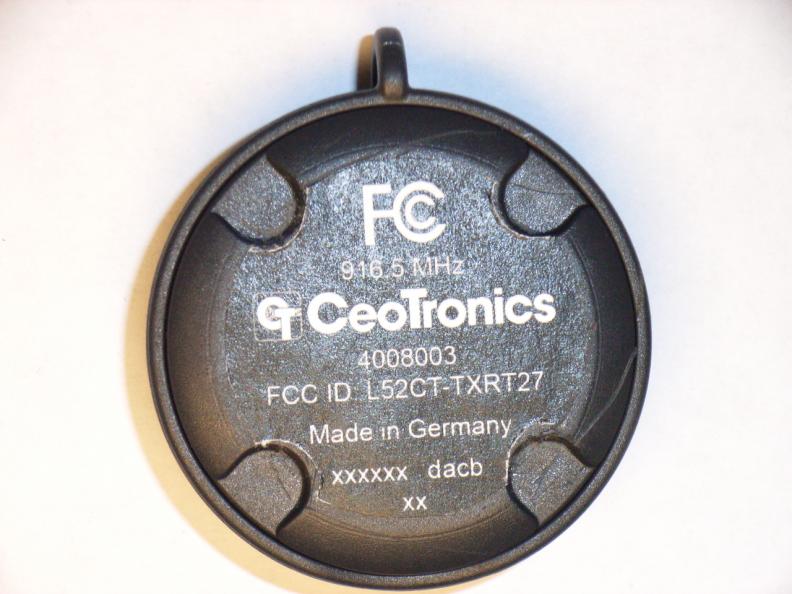 FC
916.5 MHz
CT CeoTronics
4008003
FCC ID L52CT-TXRT27
Made in Germany
xxxxxx dacb
xx